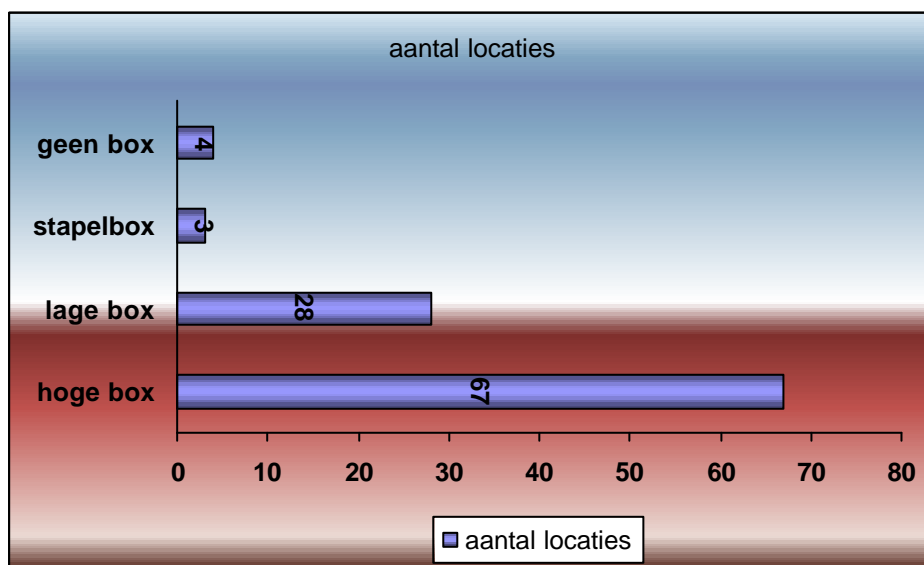 aantal locaties
geen box
4
stapelbox
3
lage box
28
hoge box
67
0 10 20 30 40 50 60 70 80
aantal locaties